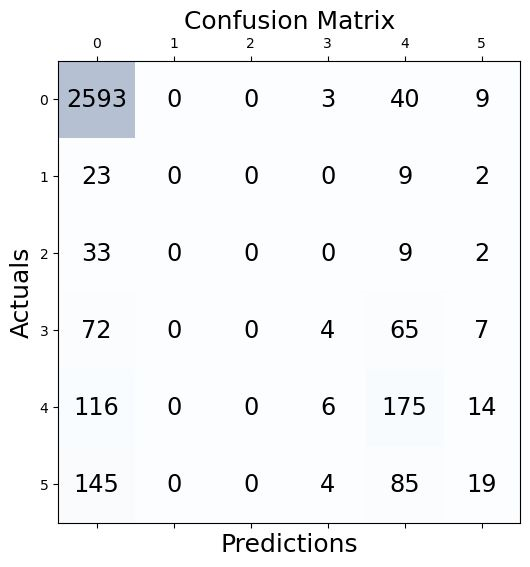 Confusion Matrix
0 1 2 3 4 5
0 2593 0 0 3 40 9
1 23 0 0 0 9 2
2 33 0 0 0 9 2
3 72 0 0 4 65 7
4 116 0 0 6 175 14
5 145 0 0 4 85 19
Actuals
Predictions